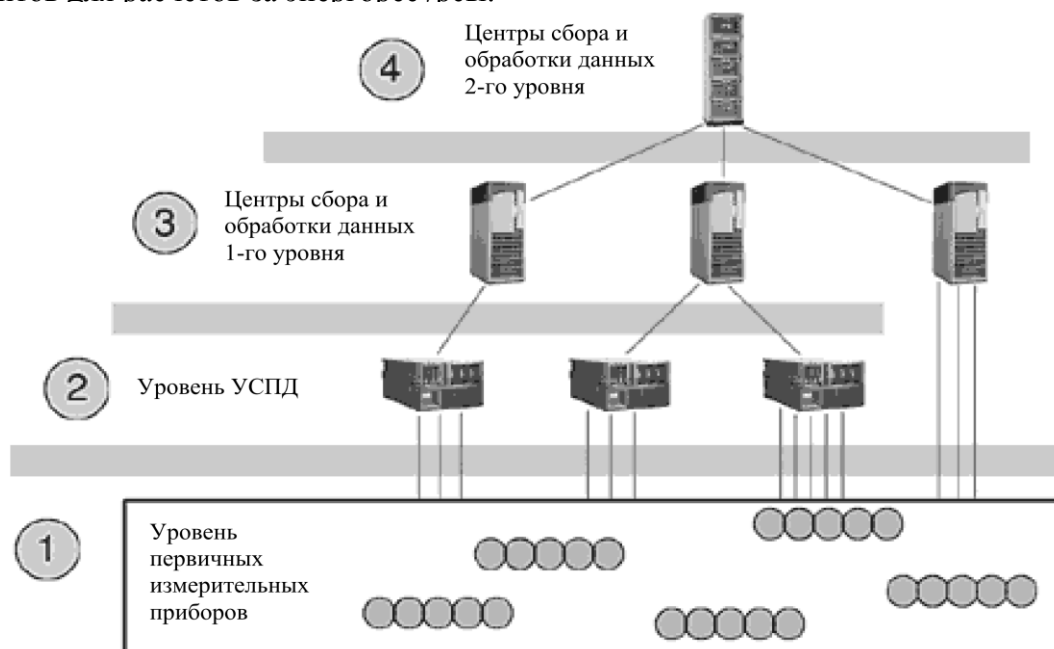 4
Центры сбора и
обработки данных
2-го уровня
3
Центры сбора и
обработки данных
1-го уровня
2
Уровень УСПД
1
Уровень
первичных
измерительных
приборов